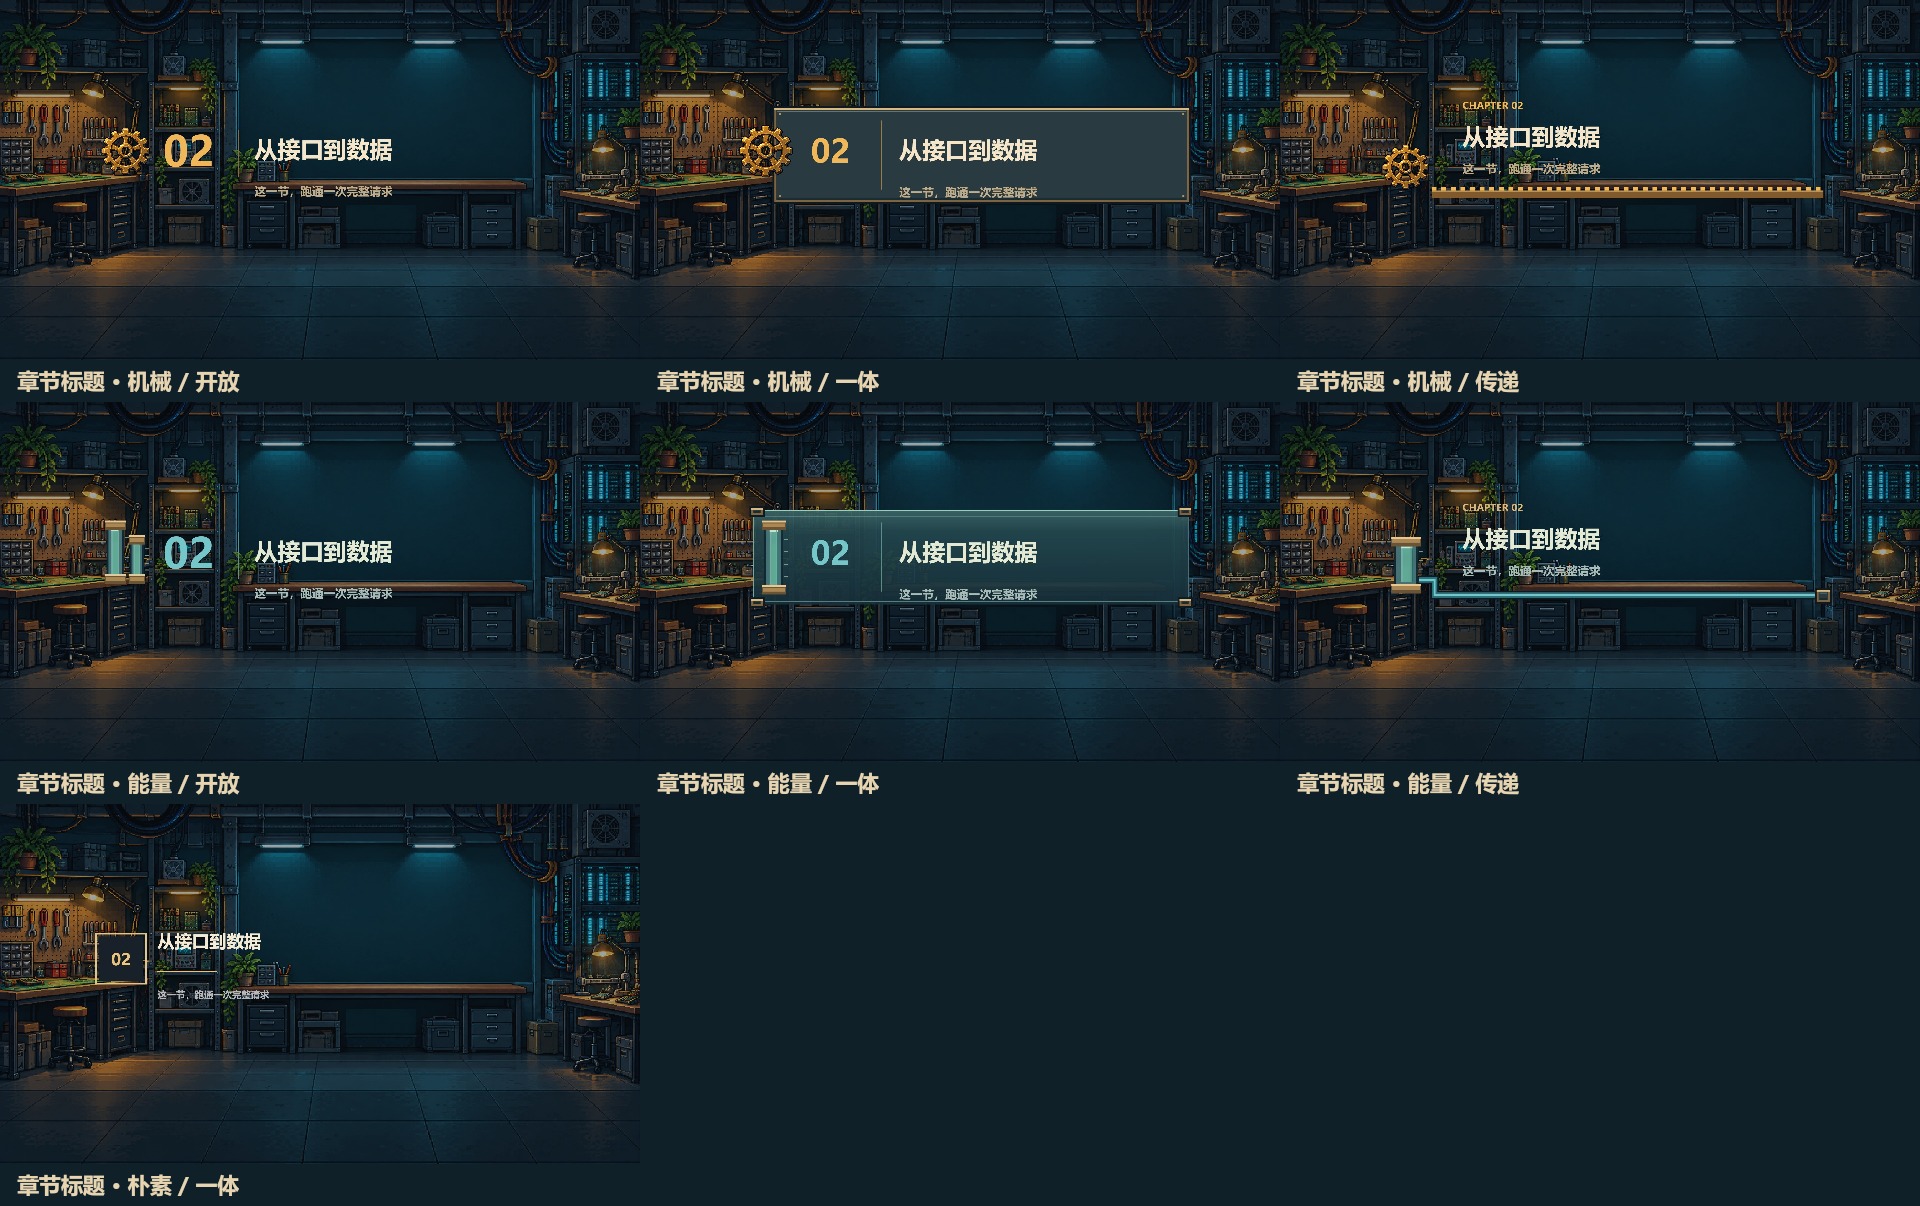 02
从接口到数据
这一节，跑通一次完整请求
章节标题·机械 / 开放
02
从接口到数据
这一节，跑通一次完整请求
章节标题·机械 / 一体
CHAPTER 02
从接口到数据
这一节，跑通一次完整请求
章节标题·机械 / 传递
02
从接口到数据
这一节，跑通一次完整请求
章节标题·能量 / 开放
02
从接口到数据
这一节，跑通一次完整请求
章节标题·能量 / 一体
CHAPTER 02
从接口到数据
这一节，跑通一次完整请求
章节标题·能量 / 传递
02
从接口到数据
这一节，跑通一次完整请求
章节标题·朴素 / 一体